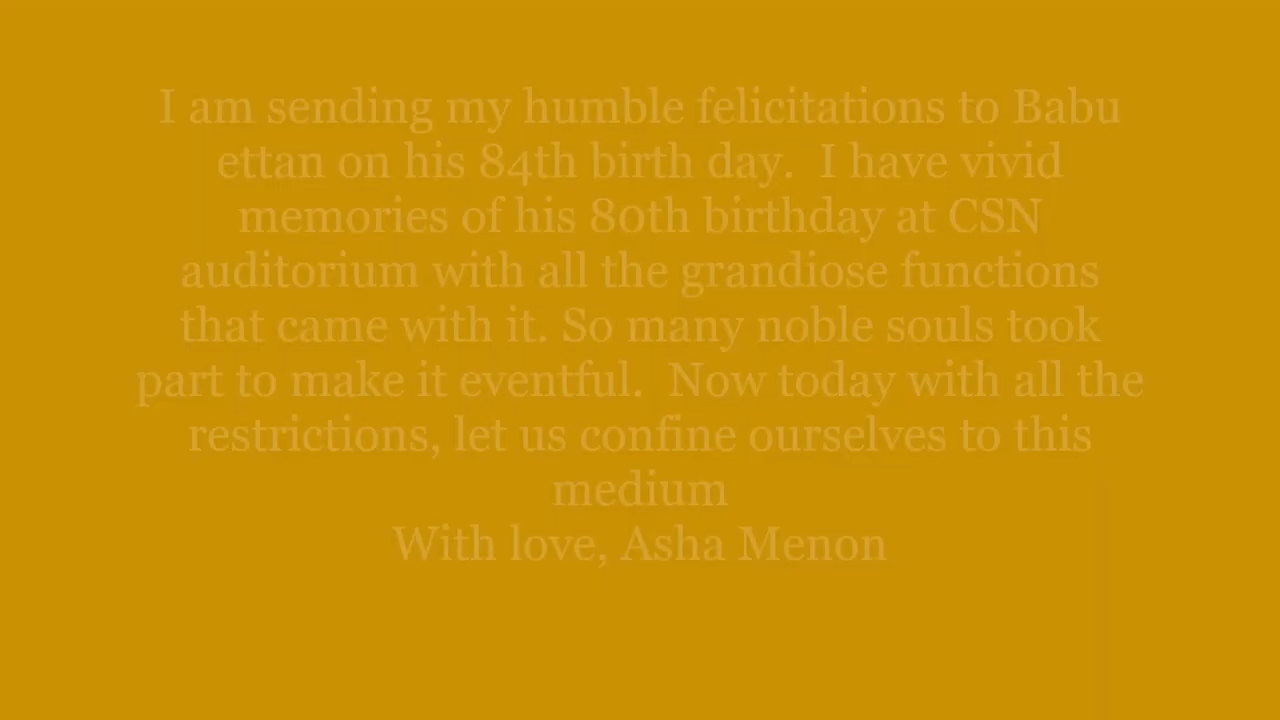 I am sending my humble felicitations to Babu
ettan on his 84th birth day.  I have vivid
memories of his 80th birthday at CSN
auditorium with all the grandiose functions
that came with it. So many noble souls took
part to make it eventful.  Now today with all the
restrictions, let us confine ourselves to this
medium
With love, Asha Menon